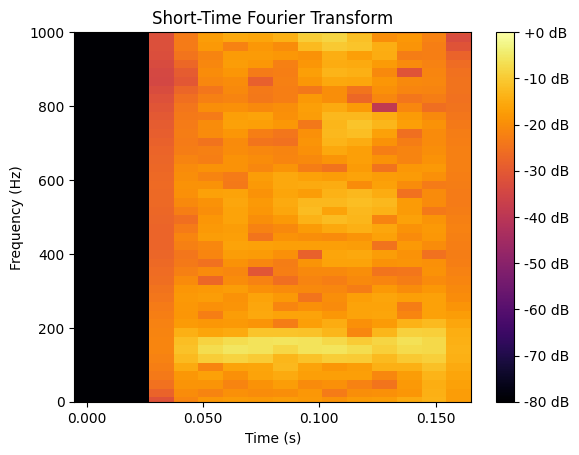 Short-Time Fourier Transform
1000
800
600
400
200
0
Frequency (Hz)
0.000
0.050
0.100
0.150
Time (s)
+0 dB
-10 dB
-20 dB
-30 dB
-40 dB
-50 dB
-60 dB
-70 dB
-80 dB